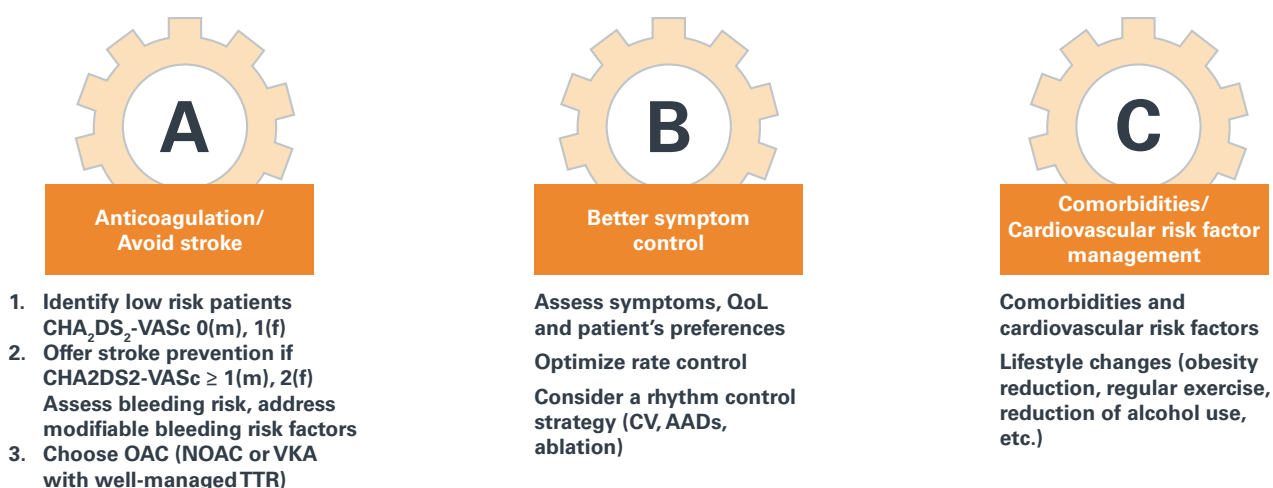 A
Anticoagulation/
Avoid stroke
1. Identify low risk patients
CHA₂DS₂-VASc 0(m), 1(f)
2. Offer stroke prevention if
CHA2DS2-VASc ≥ 1(m), 2(f)
Assess bleeding risk, address
modifiable bleeding risk factors
3. Choose OAC (NOAC or VKA
with well-managed TTR)
B
Better symptom
control
Assess symptoms, QoL
and patient’s preferences
Optimize rate control
Consider a rhythm control
strategy (CV, AADs,
ablation)
C
Comorbidities/
Cardiovascular risk factor
management
Comorbidities and
cardiovascular risk factors
Lifestyle changes (obesity
reduction, regular exercise,
reduction of alcohol use,
etc.)